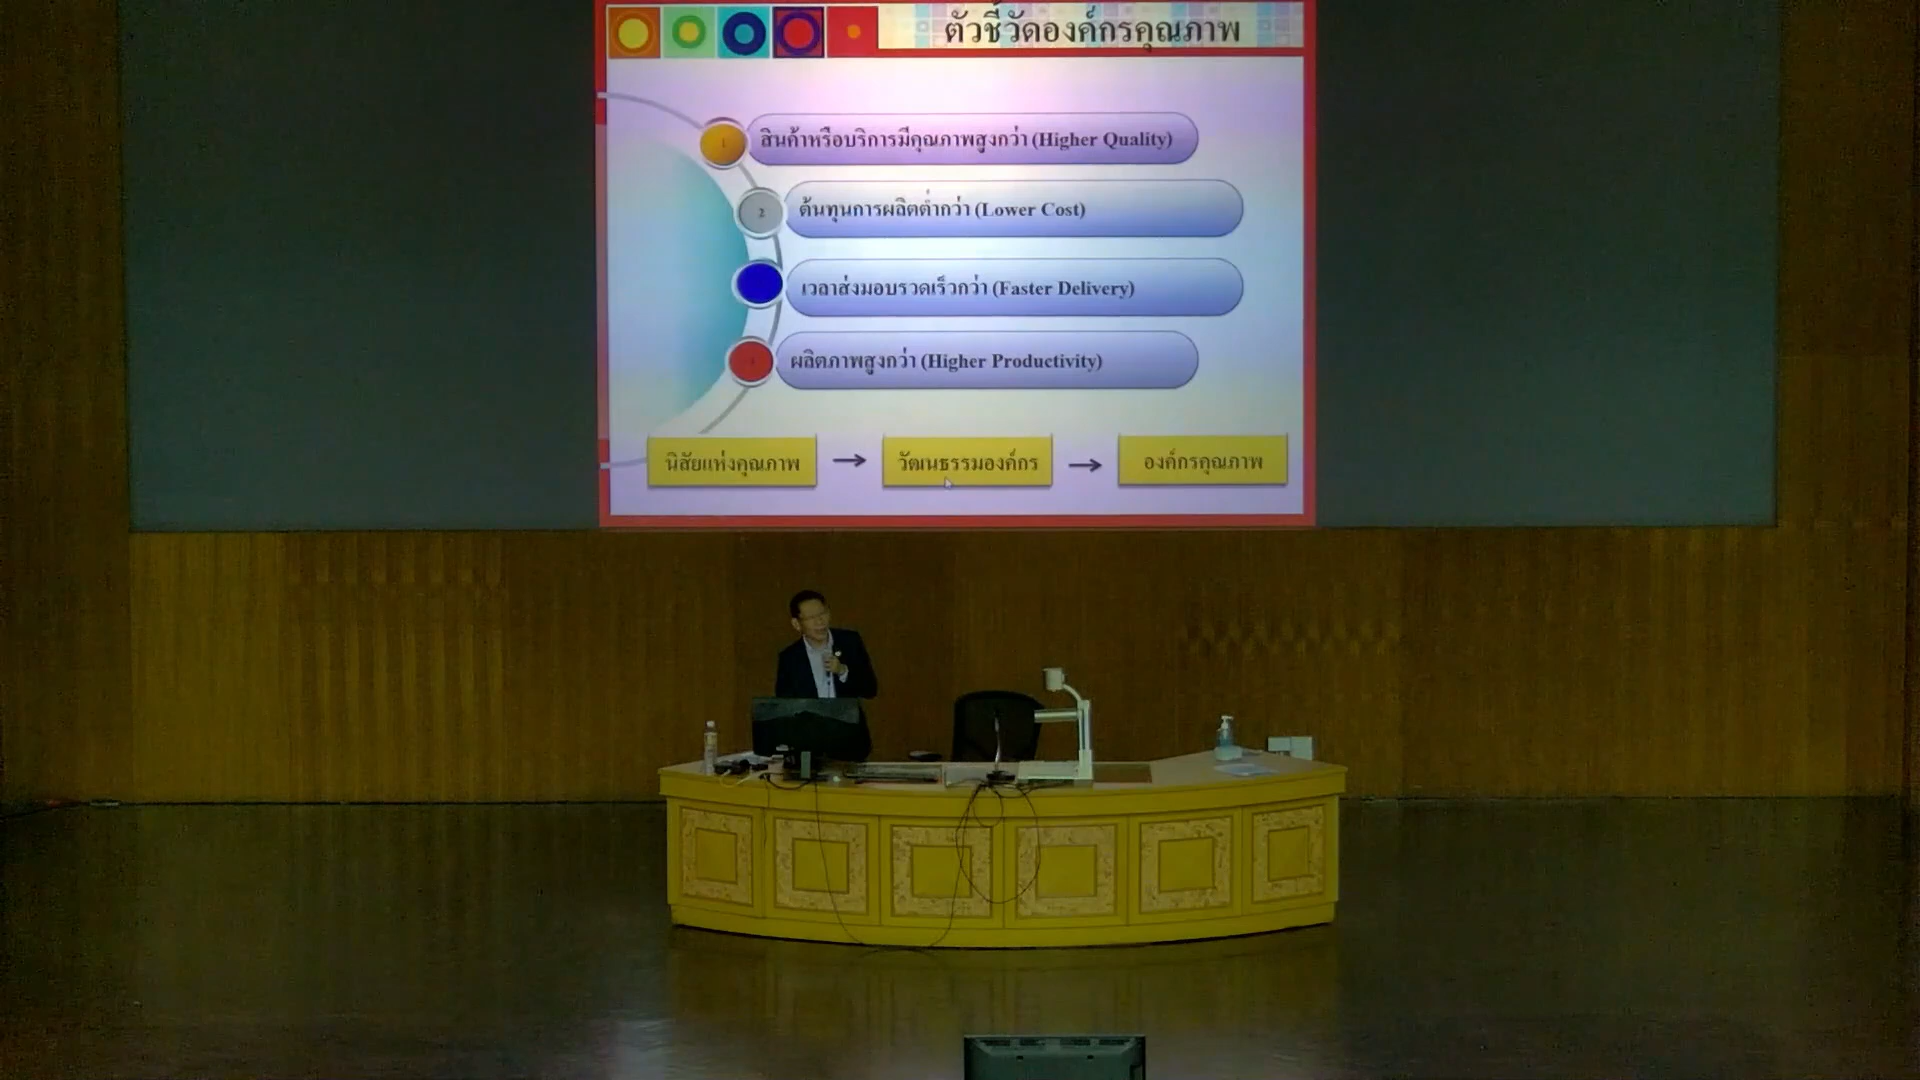 ตัวชี้วัดองค์กรคุณภาพ
1 สินค้าหรือบริการมีคุณภาพสูงกว่า (Higher Quality)
2 ต้นทุนการผลิตต่ำกว่า (Lower Cost)
เวลาส่งมอบรวดเร็วกว่า (Faster Delivery)
ผลิตภาพสูงกว่า (Higher Productivity)
นิสัยแห่งคุณภาพ → วัฒนธรรมองค์กร → องค์กรคุณภาพ